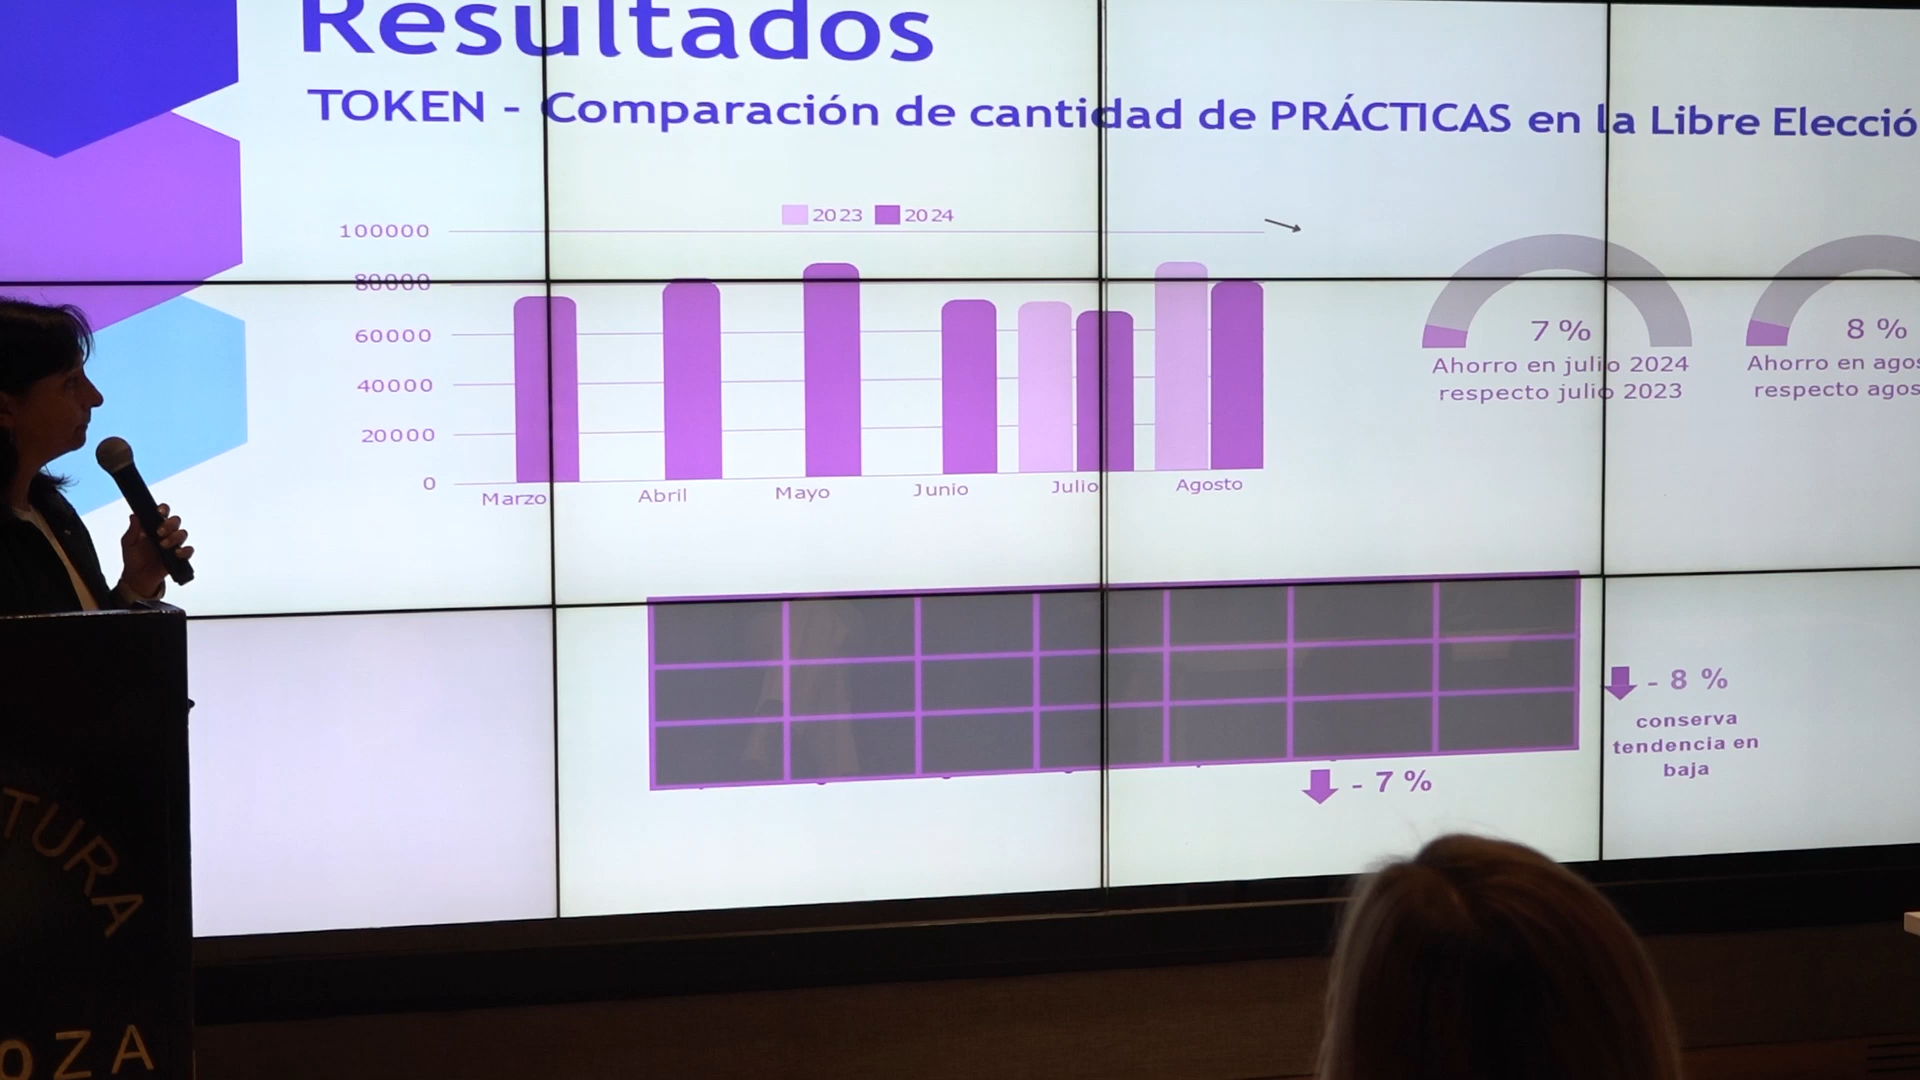 Resultados
TOKEN - Comparación de cantidad de PRÁCTICAS en la Libre Elecció
2023 2024
100000
80000
60000
40000
20000
0
Marzo Abril Mayo Junio Julio Agosto
7 %
Ahorro en julio 2024
respecto julio 2023
8 %
Ahorro en agos
respecto agos
- 8 %
conserva
tendencia en
baja
- 7 %
TURA
OZA